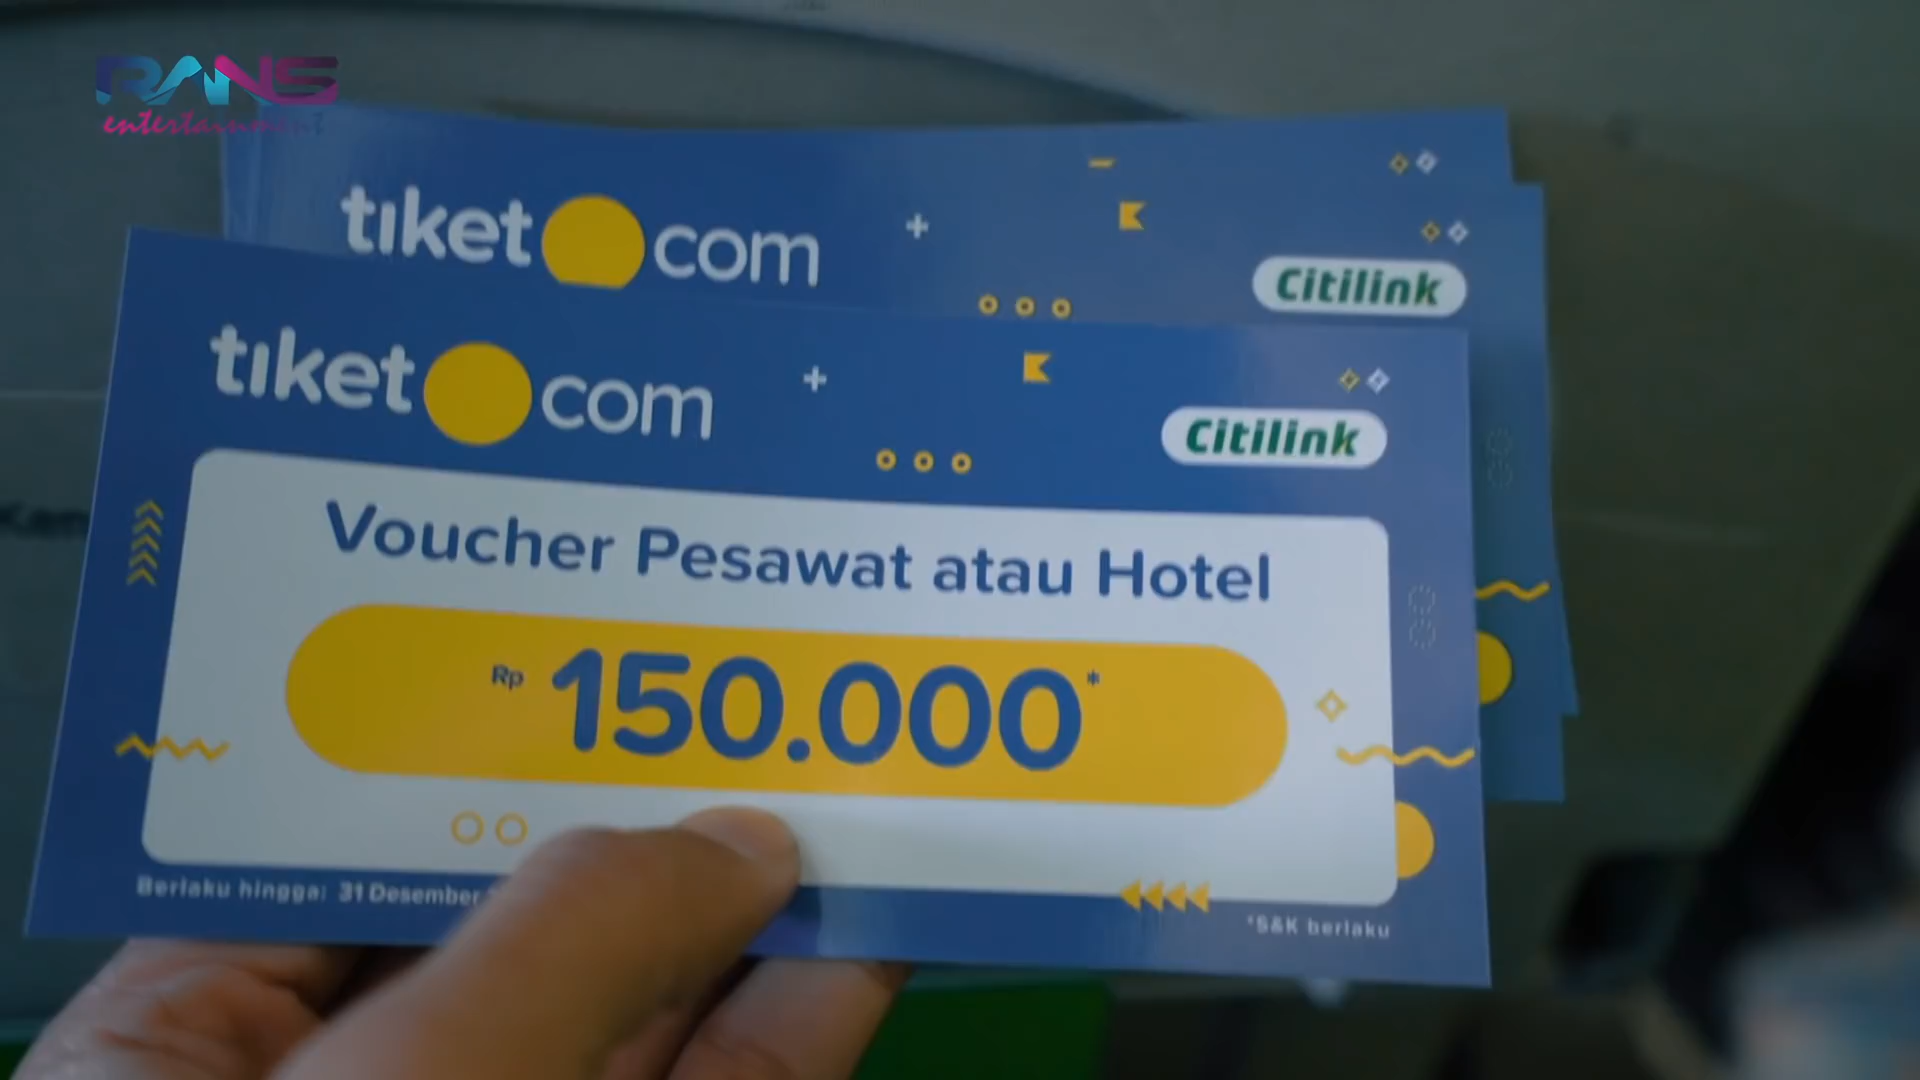 RANS
entertainment
tiket com
Citilink
tiket com
Citilink
Voucher Pesawat atau Hotel
Rp 150.000*
Berlaku hingga: 31 Desember
*S&K berlaku